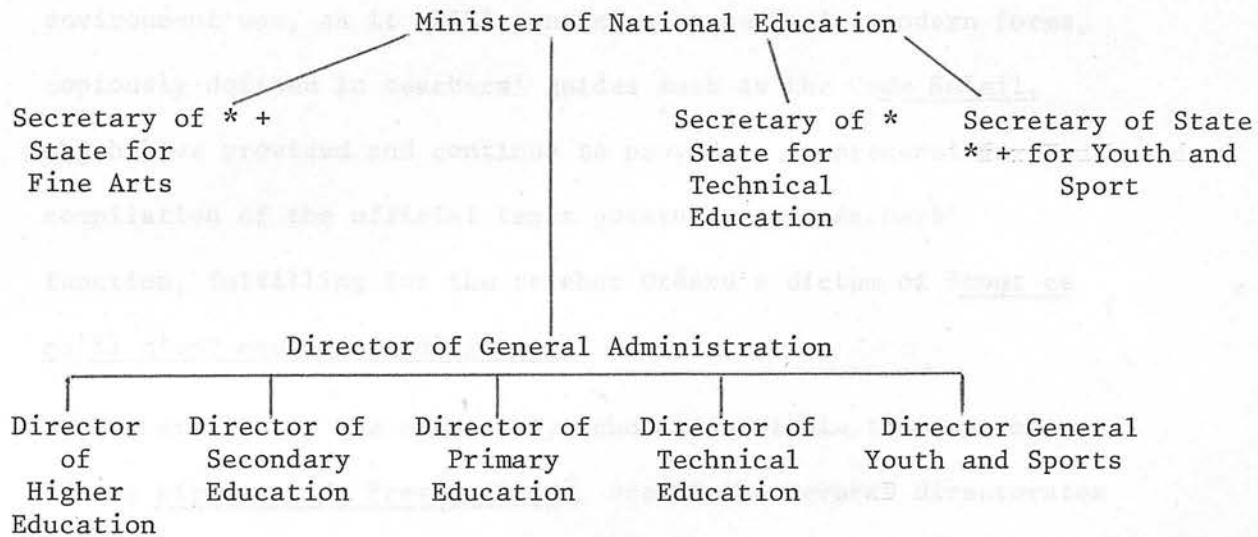 Minister of National Education
Secretary of * +
State for
Fine Arts
Secretary of *
State for
Technical
Education
Secretary of State
* + for Youth and
Sport
Director of General Administration
Director
of
Higher
Education
Director of
Secondary
Education
Director of
Primary
Education
Director of
Technical
Education
Director General
Youth and Sports